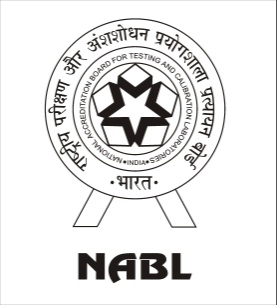 राष्ट्रीय परीक्षण और अंशशोधन प्रयोगशाला प्रत्यायन बोर्ड
NATIONAL ACCREDITATION BOARD FOR TESTING AND CALIBRATION LABORATORIES
•INDIA•
•भारत•
NABL